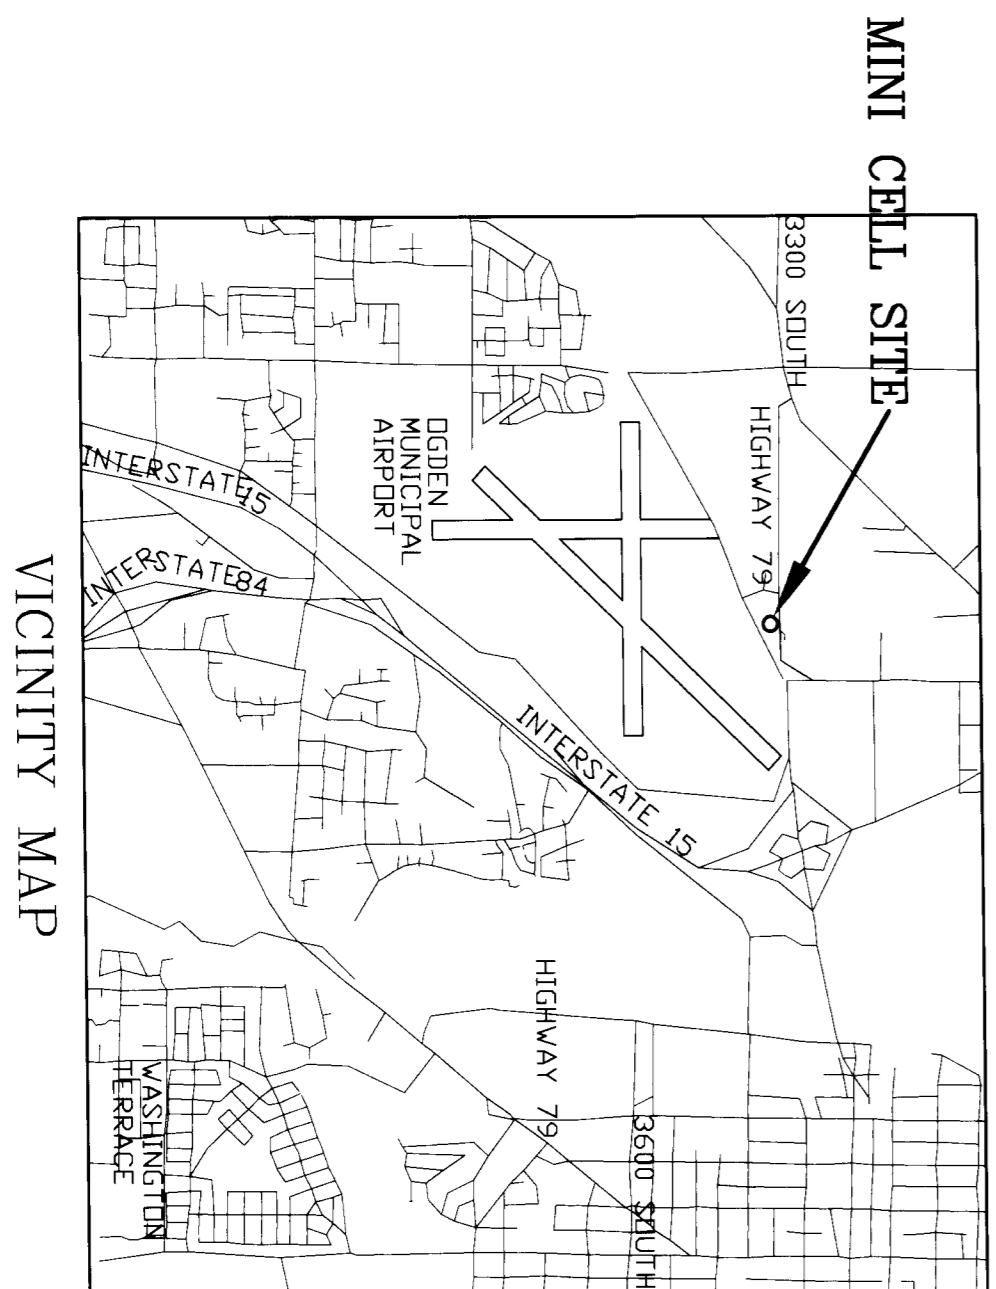 MINI CELL SITE
3300 SOUTH
HIGHWAY 79
OGDEN
MUNICIPAL
AIRPORT
INTERSTATE 15
INTERSTATE 84
INTERSTATE 15
HIGHWAY 79
3600 SOUTH
WASHINGTON
TERRACE
VICINITY MAP